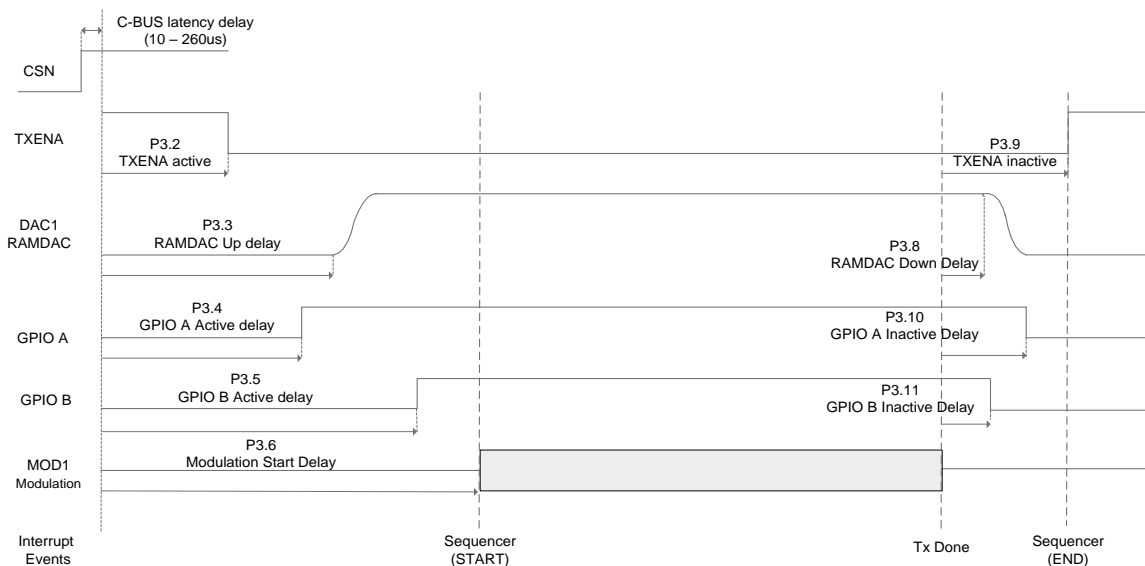 C-BUS latency delay
(10 – 260us)
CSN
TXENA
P3.2
TXENA active
P3.9
TXENA inactive
DAC1
RAMDAC
P3.3
RAMDAC Up delay
P3.8
RAMDAC Down Delay
GPIO A
P3.4
GPIO A Active delay
P3.10
GPIO A Inactive Delay
GPIO B
P3.5
GPIO B Active delay
P3.11
GPIO B Inactive Delay
MOD1
Modulation
P3.6
Modulation Start Delay
Interrupt
Events
Sequencer
(START)
Tx Done
Sequencer
(END)